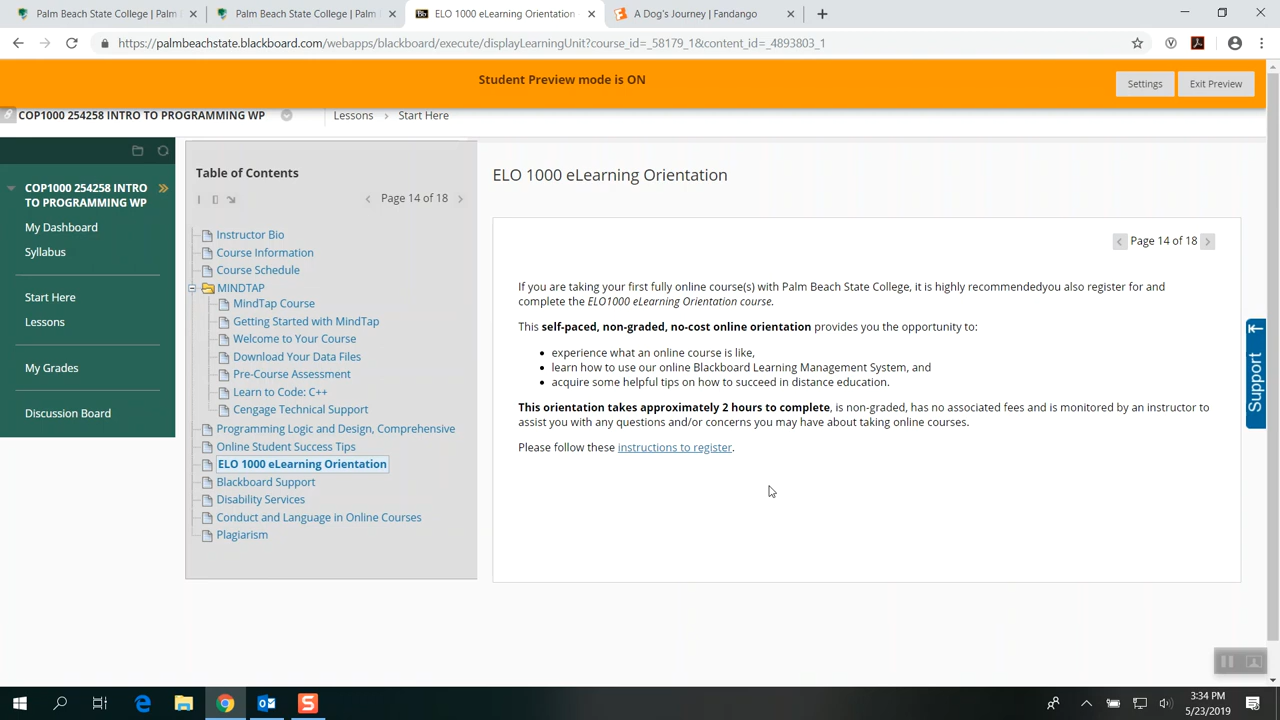 Palm Beach State College | Palm B
Palm Beach State College | Palm
ELO 1000 eLearning Orientation
A Dog's Journey | Fandango
https://palmbeachstate.blackboard.com/webapps/blackboard/execute/displayLearningUnit?course_id=_58179_1&content_id=_4893803_1
Student Preview mode is ON
Settings
Exit Preview
COP1000 254258 INTRO TO PROGRAMMING WP
Lessons
Start Here
COP1000 254258 INTRO
TO PROGRAMMING WP
My Dashboard
Syllabus
Start Here
Lessons
My Grades
Discussion Board
Table of Contents
Page 14 of 18
Instructor Bio
Course Information
Course Schedule
MINDTAP
MindTap Course
Getting Started with MindTap
Welcome to Your Course
Download Your Data Files
Pre-Course Assessment
Learn to Code: C++
Cengage Technical Support
Programming Logic and Design, Comprehensive
Online Student Success Tips
ELO 1000 eLearning Orientation
Blackboard Support
Disability Services
Conduct and Language in Online Courses
Plagiarism
ELO 1000 eLearning Orientation
Page 14 of 18
If you are taking your first fully online course(s) with Palm Beach State College, it is highly recommendedyou also register for and
complete the ELO1000 eLearning Orientation course.
This self-paced, non-graded, no-cost online orientation provides you the opportunity to:
• experience what an online course is like,
• learn how to use our online Blackboard Learning Management System, and
• acquire some helpful tips on how to succeed in distance education.
This orientation takes approximately 2 hours to complete, is non-graded, has no associated fees and is monitored by an instructor to
assist you with any questions and/or concerns you may have about taking online courses.
Please follow these instructions to register.
Support
3:34 PM
5/23/2019